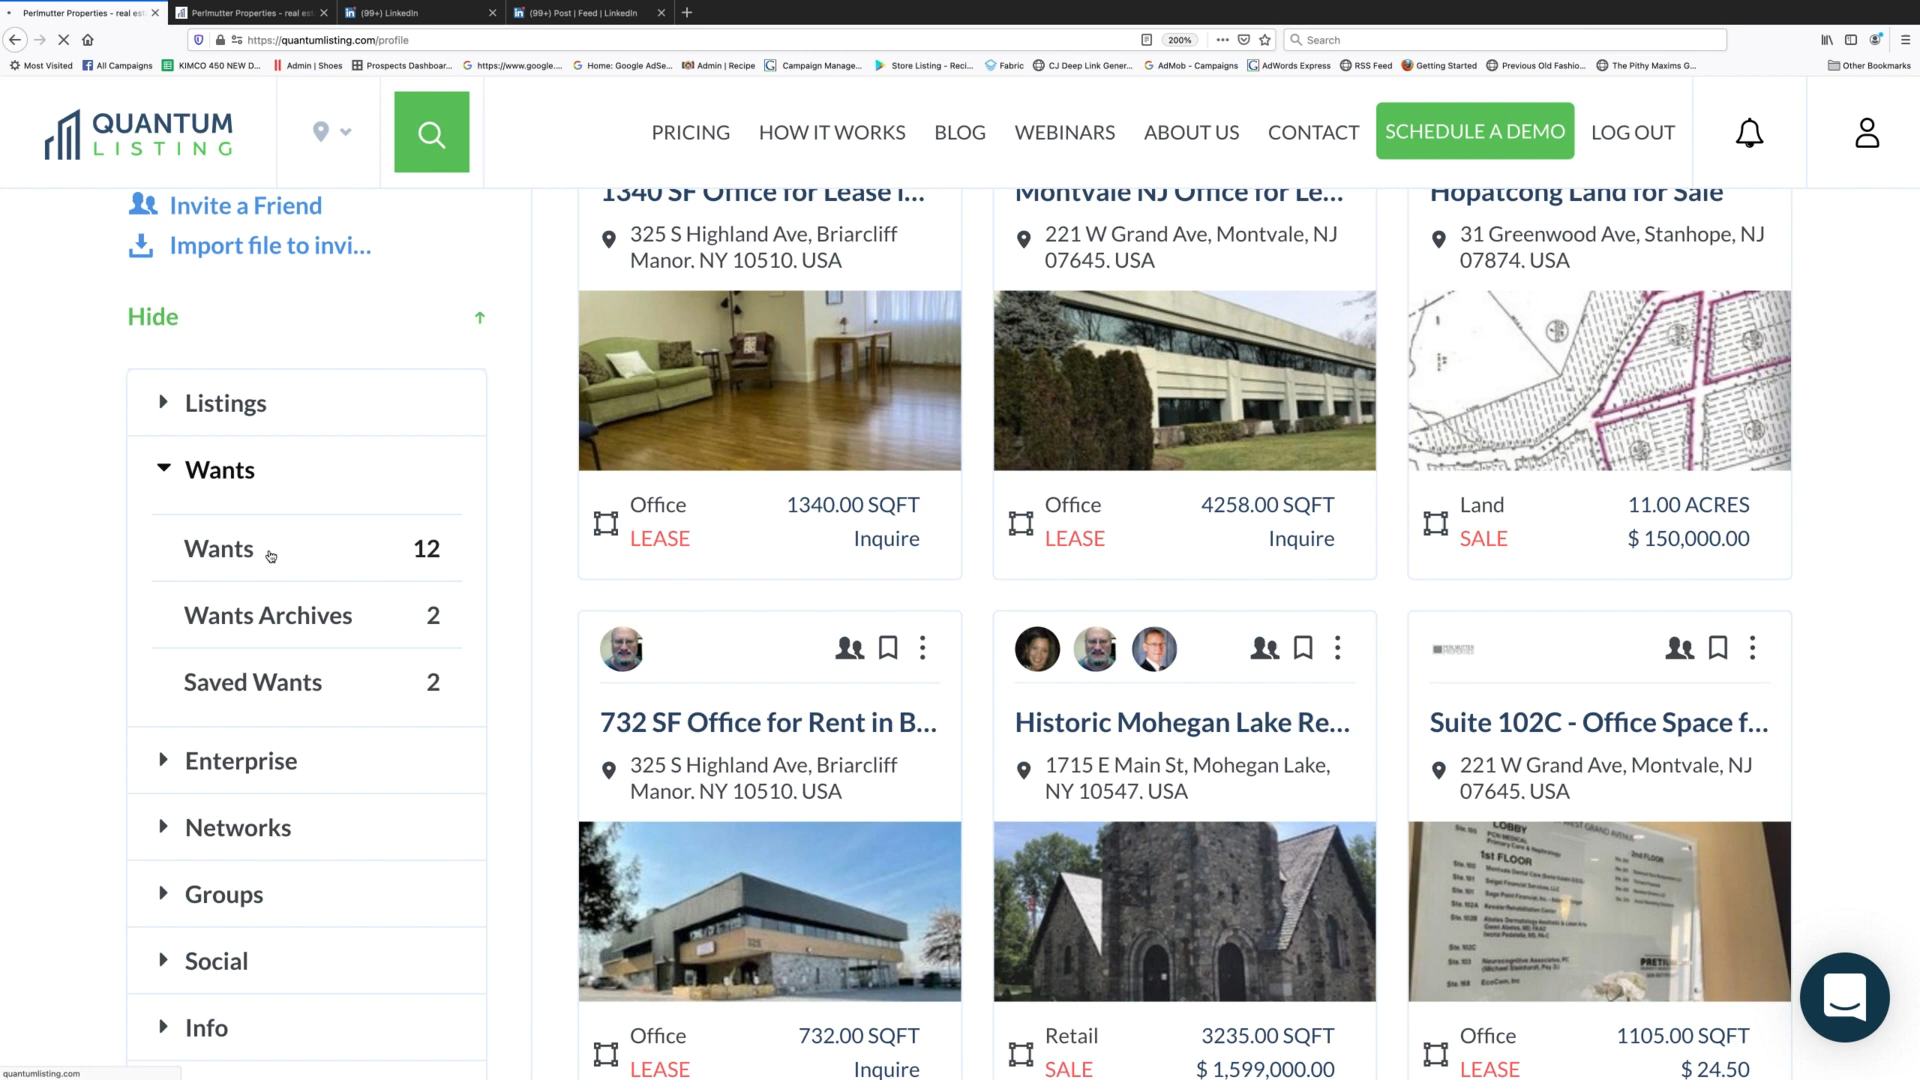 Perlmutter Properties - real est
Perlmutter Properties - real est
(99+) LinkedIn
(99+) Post | Feed | LinkedIn
https://quantumlisting.com/profile
200%
Search
Most Visited
All Campaigns
KIMCO 450 NEW D...
Admin | Shoes
Prospects Dashboar...
https://www.google....
Home: Google AdSe...
Admin | Recipe
Campaign Manage...
Store Listing - Reci...
Fabric
CJ Deep Link Gener...
AdMob - Campaigns
AdWords Express
RSS Feed
Getting Started
Previous Old Fashio...
The Pithy Maxims G...
Other Bookmarks
QUANTUM
LISTING
PRICING
HOW IT WORKS
BLOG
WEBINARS
ABOUT US
CONTACT
SCHEDULE A DEMO
LOG OUT
Invite a Friend
Import file to invi...
Hide
Listings
Wants
Wants 12
Wants Archives 2
Saved Wants 2
Enterprise
Networks
Groups
Social
Info
1340 SF Office for Lease i...
325 S Highland Ave, Briarcliff
Manor, NY 10510, USA
Office 1340.00 SQFT
LEASE Inquire
Montvale NJ Office for Le...
221 W Grand Ave, Montvale, NJ
07645, USA
Office 4258.00 SQFT
LEASE Inquire
Hopatcong Land for Sale
31 Greenwood Ave, Stanhope, NJ
07874, USA
Land 11.00 ACRES
SALE $ 150,000.00
732 SF Office for Rent in B...
325 S Highland Ave, Briarcliff
Manor, NY 10510, USA
325
Office 732.00 SQFT
LEASE Inquire
Historic Mohegan Lake Re...
1715 E Main St, Mohegan Lake,
NY 10547, USA
Retail 3235.00 SQFT
SALE $ 1,599,000.00
Suite 102C - Office Space f...
221 W Grand Ave, Montvale, NJ
07645, USA
LOBBY
WEST GRAND AVENUE
1st FLOOR
2nd FLOOR
Office 1105.00 SQFT
LEASE $ 24.50
quantumlisting.com